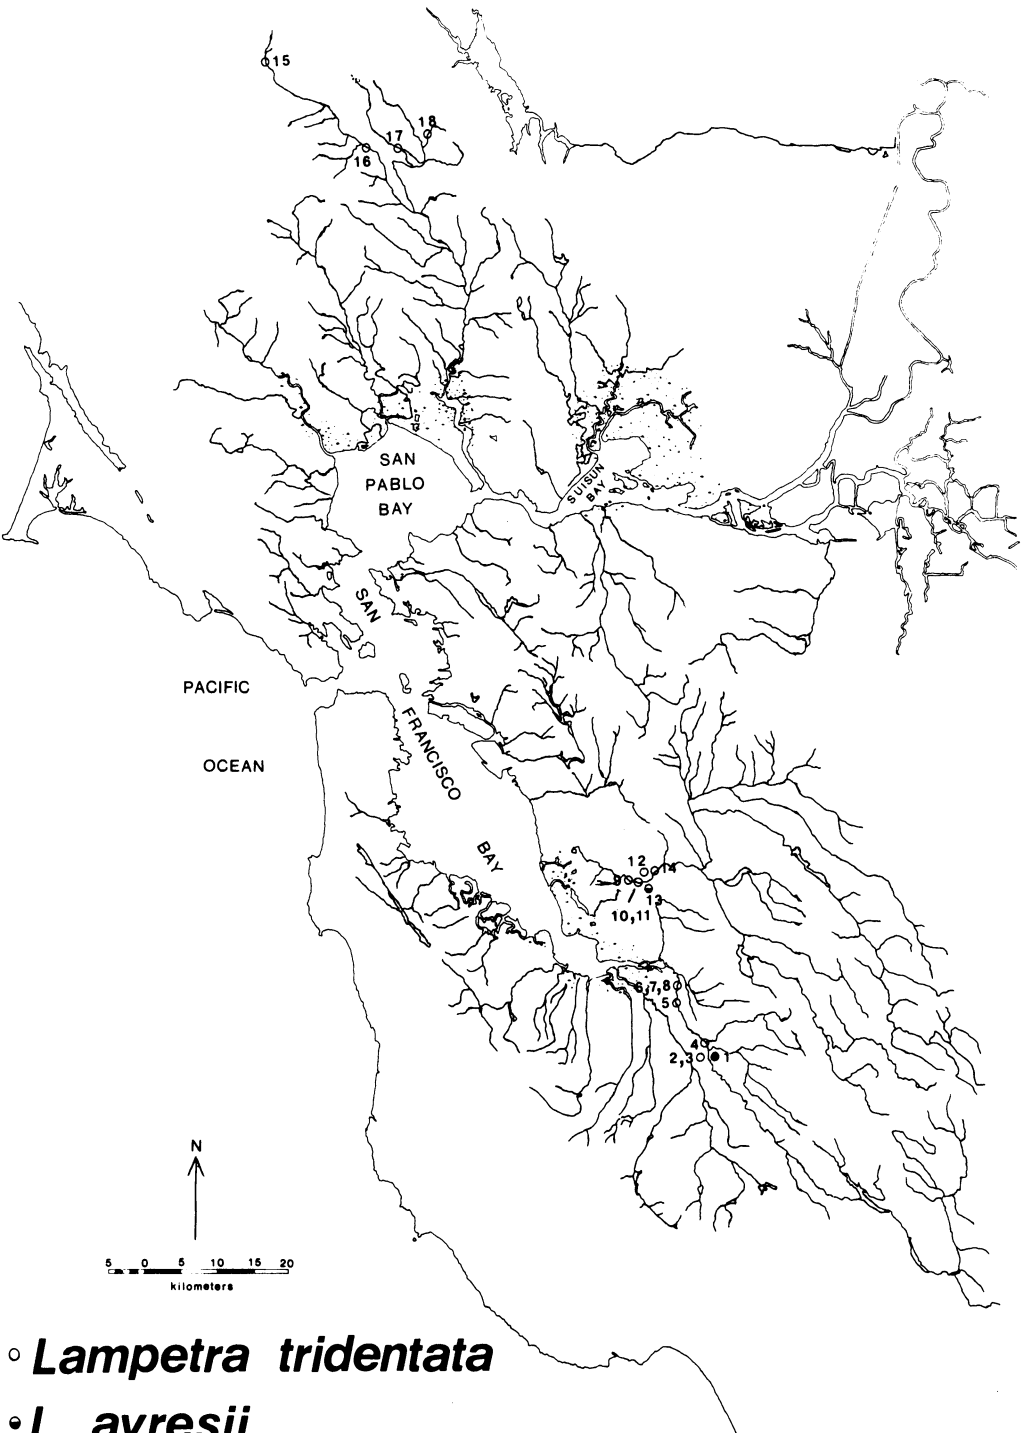 15
18
17
16
SAN
PABLO
BAY
SUISUN
BAY
SAN
PACIFIC
FRANCISCO
OCEAN
BAY
12
14
9
13
10,11
6,7,8
5
4
2,3 1
N
5 0 5 10 15 20
kilometers
Lampetra tridentata
L. ayresii